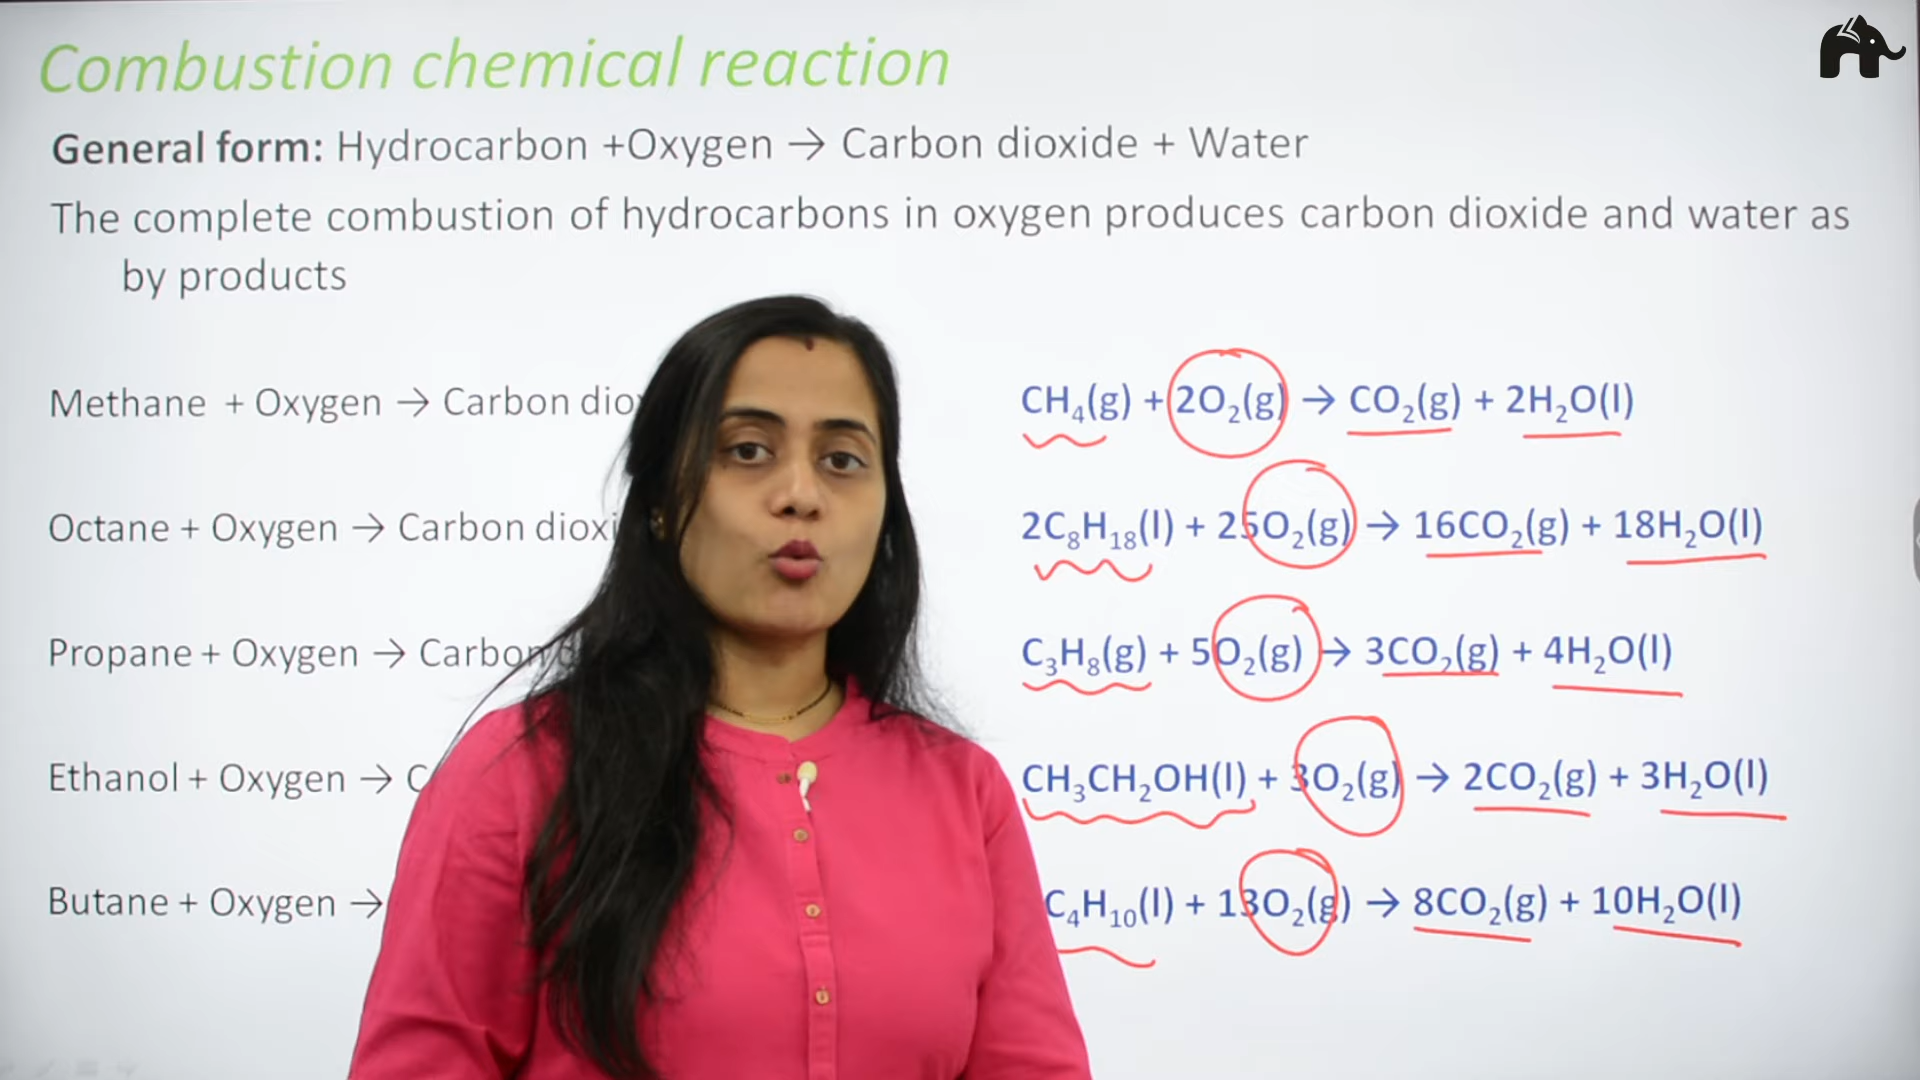 Combustion chemical reaction
General form: Hydrocarbon +Oxygen → Carbon dioxide + Water
The complete combustion of hydrocarbons in oxygen produces carbon dioxide and water as
by products
Methane + Oxygen → Carbon
CH₄(g) + 2O₂(g) → CO₂(g) + 2H₂O(l)
Octane + Oxygen → Carbon
2C₈H₁₈(l) + 25O₂(g) → 16CO₂(g) + 18H₂O(l)
Propane + Oxygen →
C₃H₈(g) + 5O₂(g) → 3CO₂(g) + 4H₂O(l)
Ethanol + Oxygen →
CH₃CH₂OH(l) + 3O₂(g) → 2CO₂(g) + 3H₂O(l)
Butane + Oxygen →
C₄H₁₀(l) + 13O₂(g) → 8CO₂(g) + 10H₂O(l)